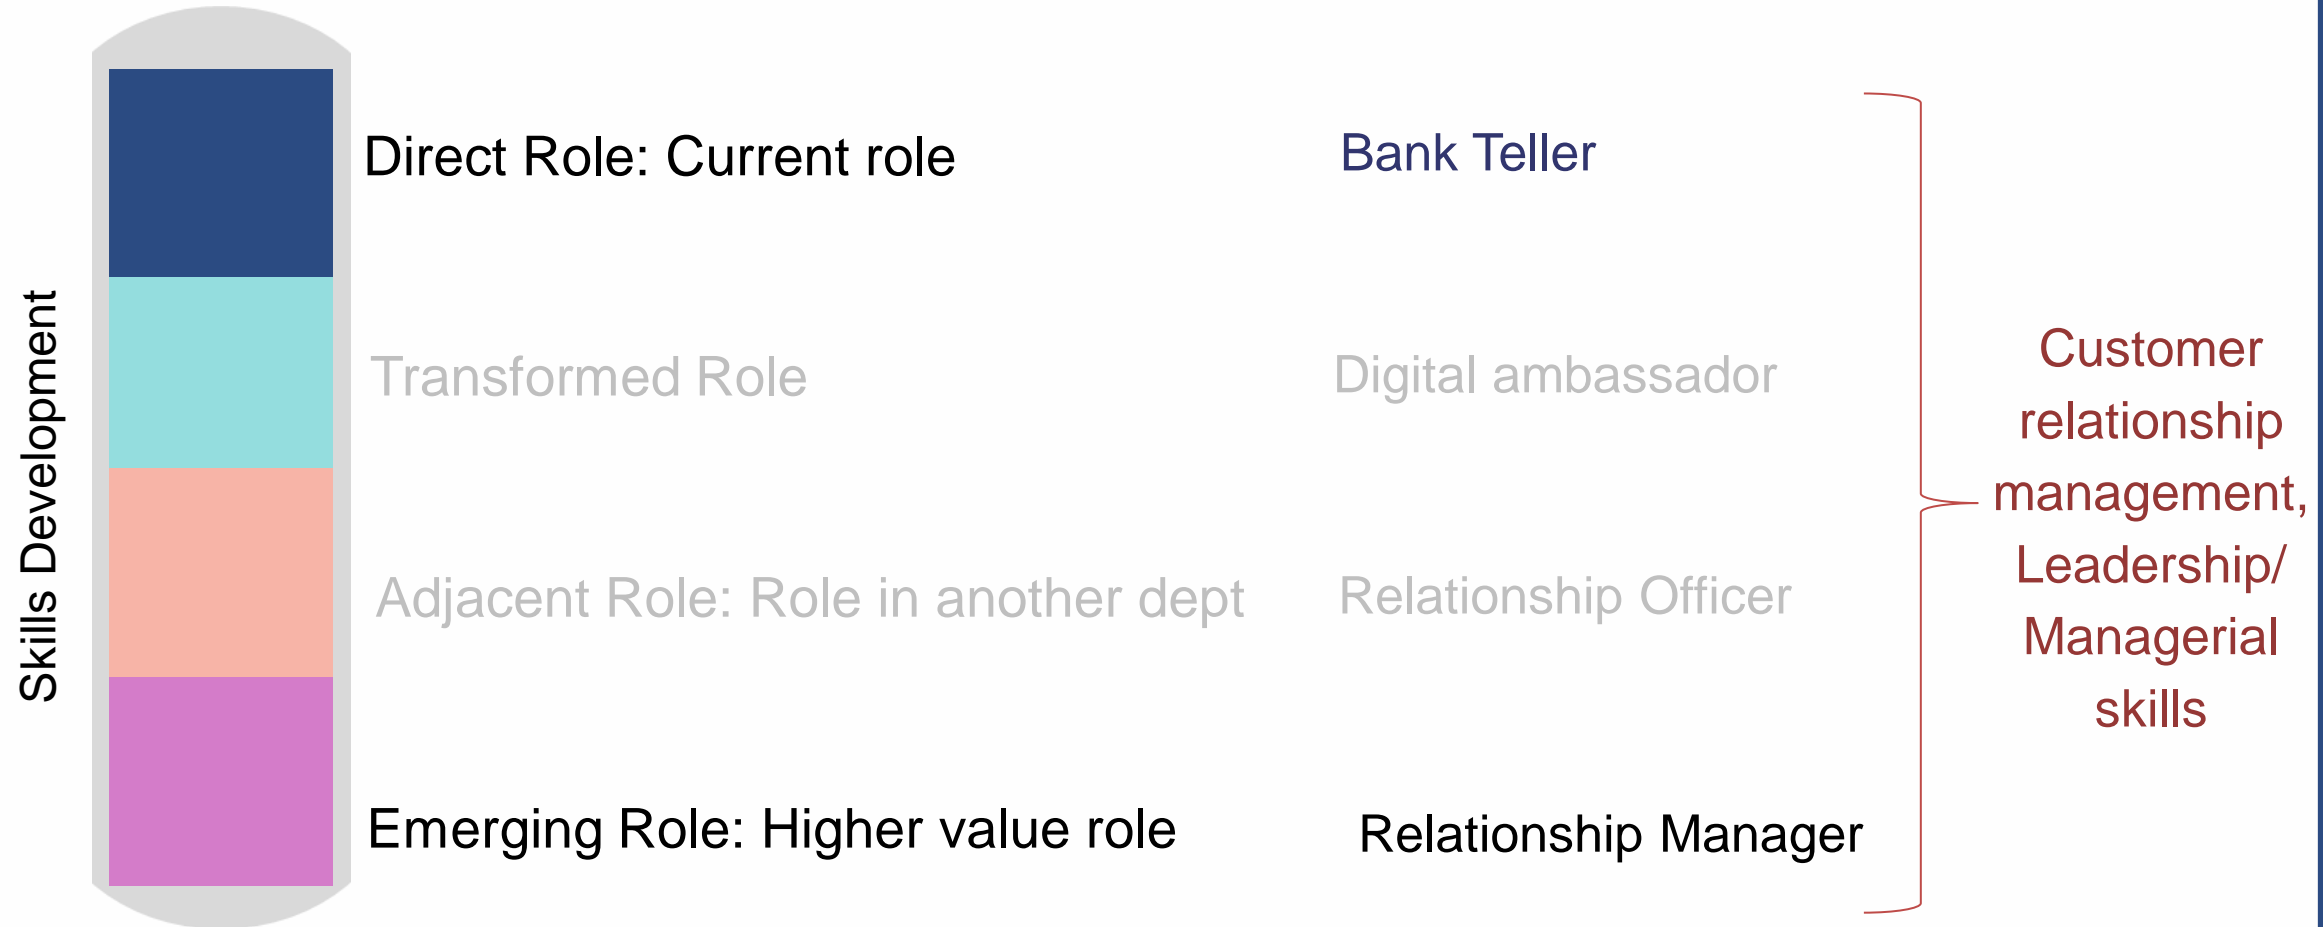 Skills Development
Direct Role: Current role
Bank Teller
Transformed Role
Digital ambassador
Adjacent Role: Role in another dept
Relationship Officer
Emerging Role: Higher value role
Relationship Manager
Customer
relationship
management,
Leadership/
Managerial
skills